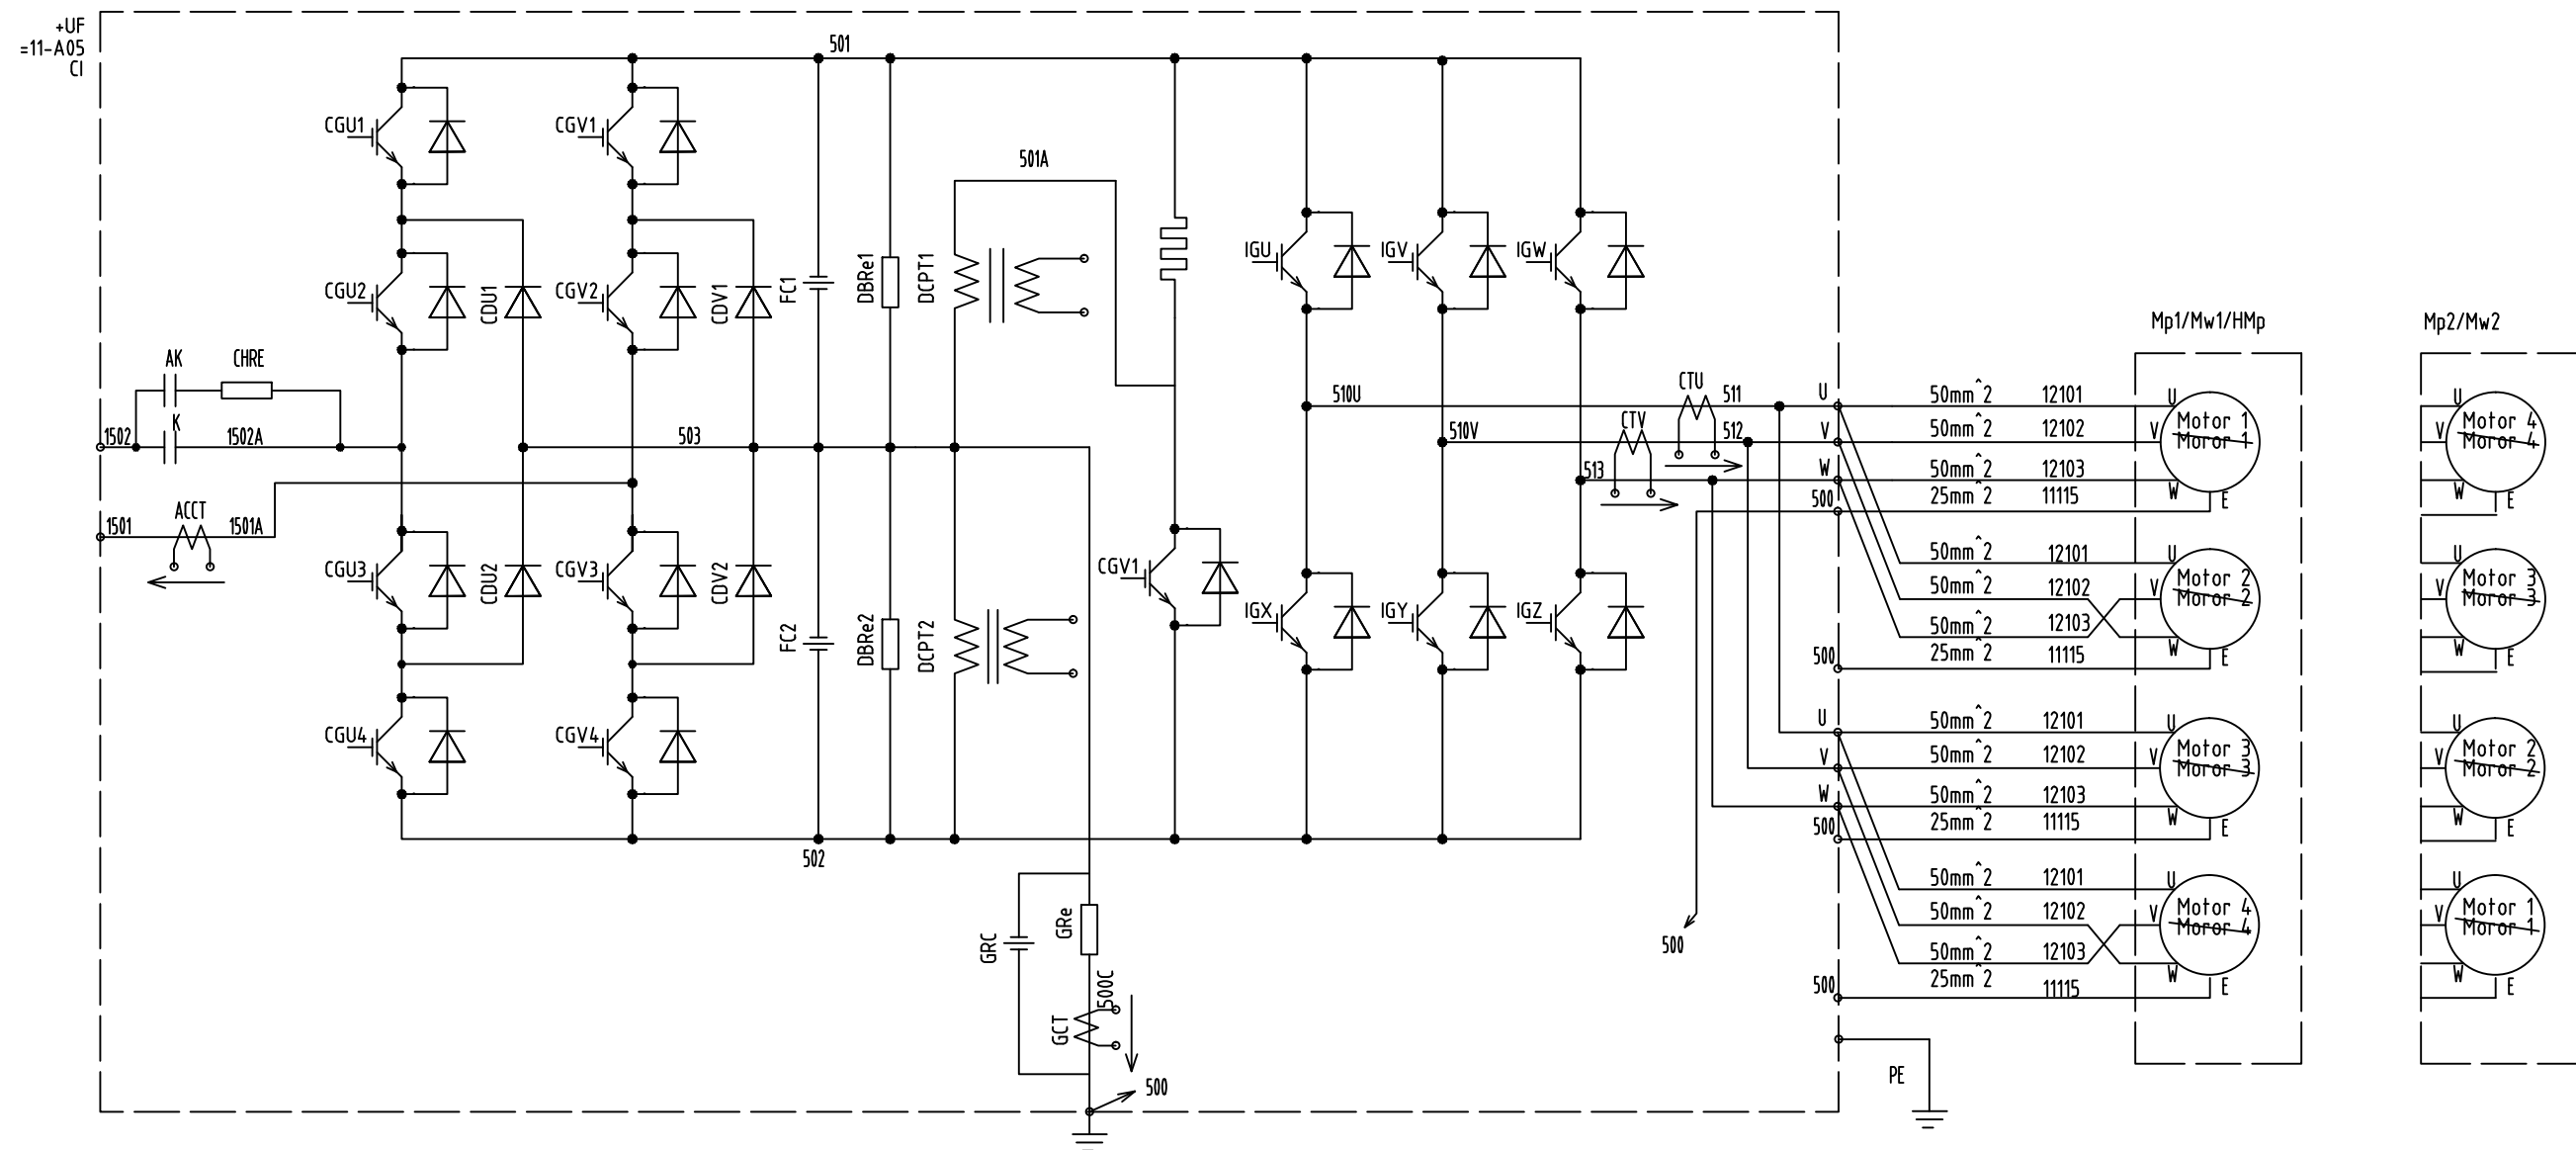 +UF
=11-A05
CI
501
CGU1
CGV1
501A
CGU2
CDU1
CGV2
CDV1
FC1
DBRe1
DCPT1
IGU
IGV
IGW
AK
CHRE
K
1502
1502A
503
510U
CTU
511
U
510V
CTV
512
V
513
W
500
1501
ACCT
1501A
CGU3
CDU2
CGV3
CDV2
FC2
DBRe2
DCPT2
CGV1
IGX
IGY
IGZ
CGU4
CGV4
502
GRC
GRe
500C
GCT
500
500
PE
Mp1/Mw1/HMp
50mm^2 12101 U
50mm^2 12102 V
50mm^2 12103 W
25mm^2 11115 E
Motor 1
Moror 1
50mm^2 12101 U
50mm^2 12102 V
50mm^2 12103 W
500 25mm^2 11115 E
Motor 2
Moror 2
U 50mm^2 12101 U
V 50mm^2 12102 V
W 50mm^2 12103 W
500 25mm^2 11115 E
Motor 3
Moror 3
50mm^2 12101 U
50mm^2 12102 V
50mm^2 12103 W
500 25mm^2 11115 E
Motor 4
Moror 4
Mp2/Mw2
U
V
W
E
Motor 4
Moror 4
U
V
W
E
Motor 3
Moror 3
U
V
W
E
Motor 2
Moror 2
U
V
W
E
Motor 1
Moror 1